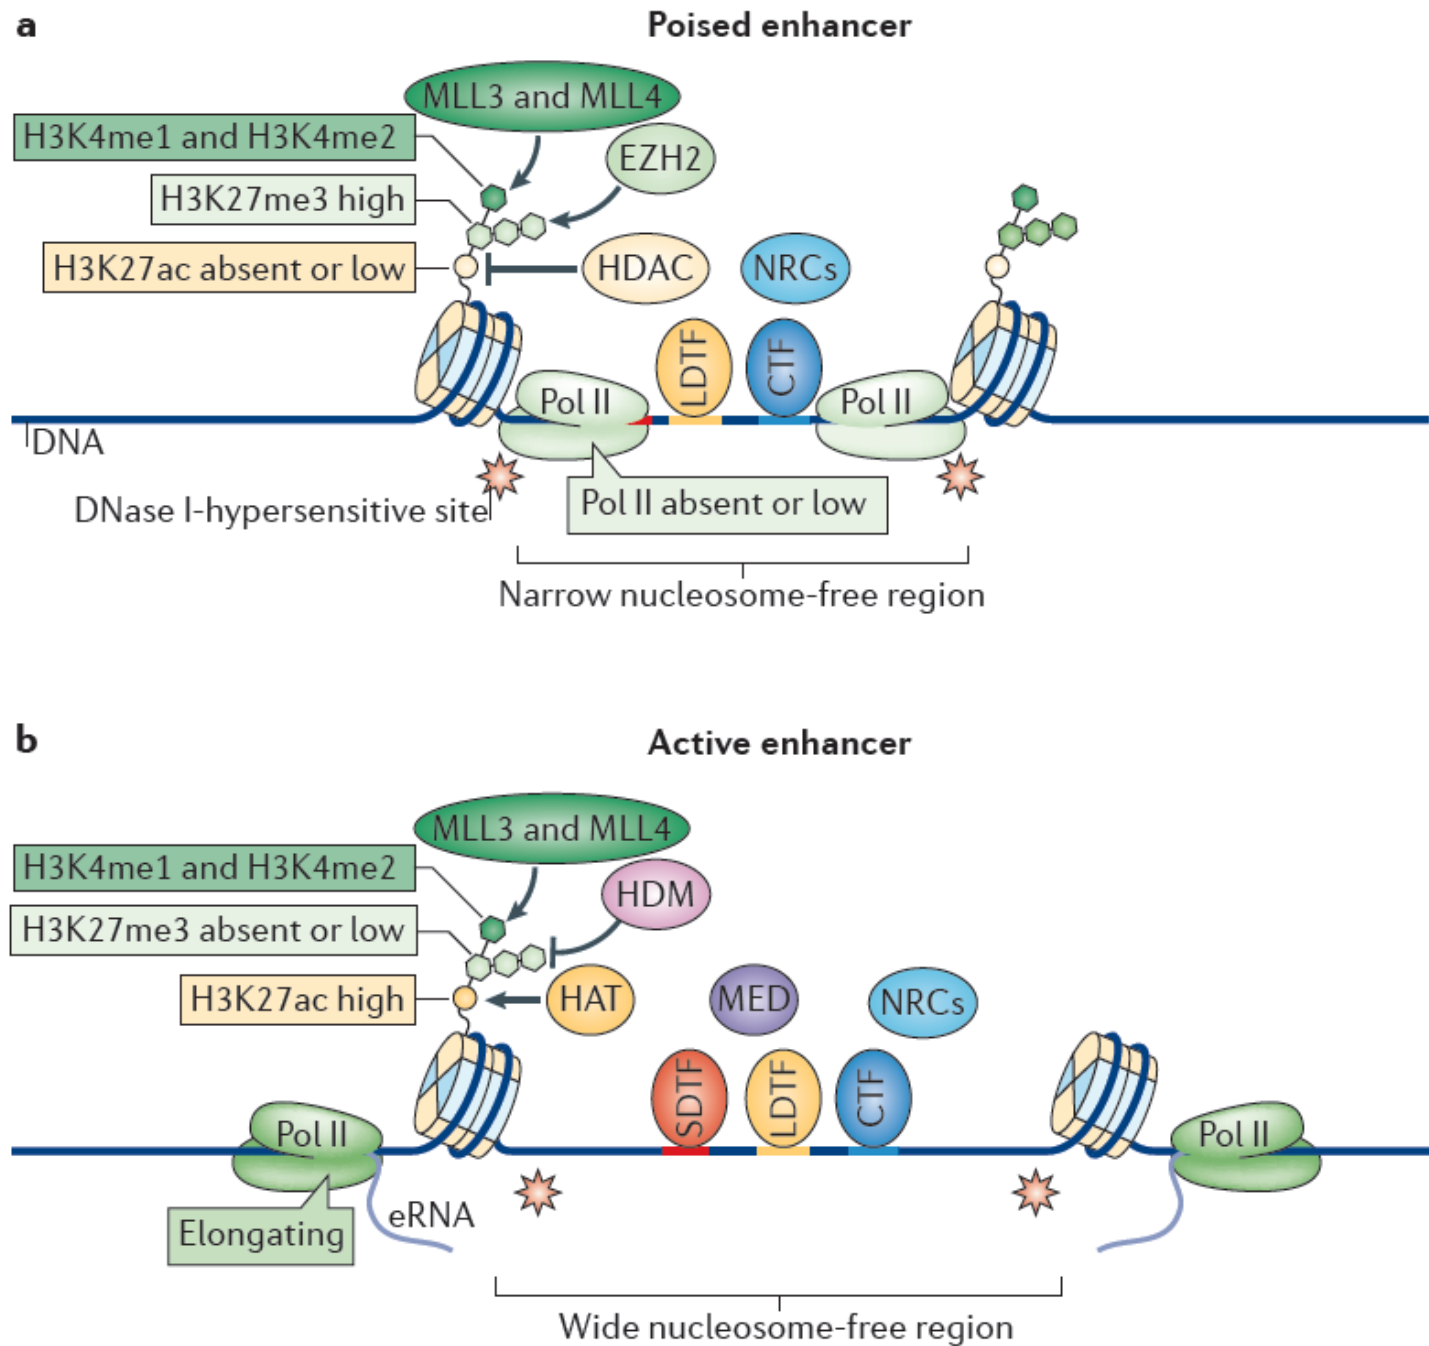 a
Poised enhancer
MLL3 and MLL4
H3K4me1 and H3K4me2
EZH2
H3K27me3 high
H3K27ac absent or low
HDAC
NRCs
LDTF
CTF
Pol II
Pol II
DNA
DNase I-hypersensitive site
Pol II absent or low
Narrow nucleosome-free region
b
Active enhancer
MLL3 and MLL4
H3K4me1 and H3K4me2
HDM
H3K27me3 absent or low
H3K27ac high
HAT
MED
NRCs
SDTF
LDTF
CTF
Pol II
Pol II
eRNA
Elongating
Wide nucleosome-free region